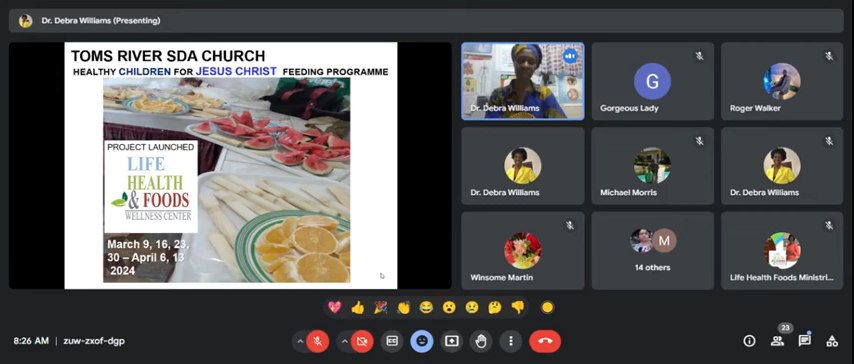 Dr. Debra Williams (Presenting)
TOMS RIVER SDA CHURCH
HEALTHY CHILDREN FOR JESUS CHRIST FEEDING PROGRAMME
PROJECT LAUNCHED
LIFE
HEALTH
& FOODS
WELLNESS CENTER
March 9, 16, 23,
30 – April 6, 13
2024
Dr. Debra Williams
G
Gorgeous Lady
Roger Walker
Dr. Debra Williams
Michael Morris
Dr. Debra Williams
Winsome Martin
M
14 others
Life Health Foods Ministri...
8:26 AM | zuw-zxof-dgp
CC
23